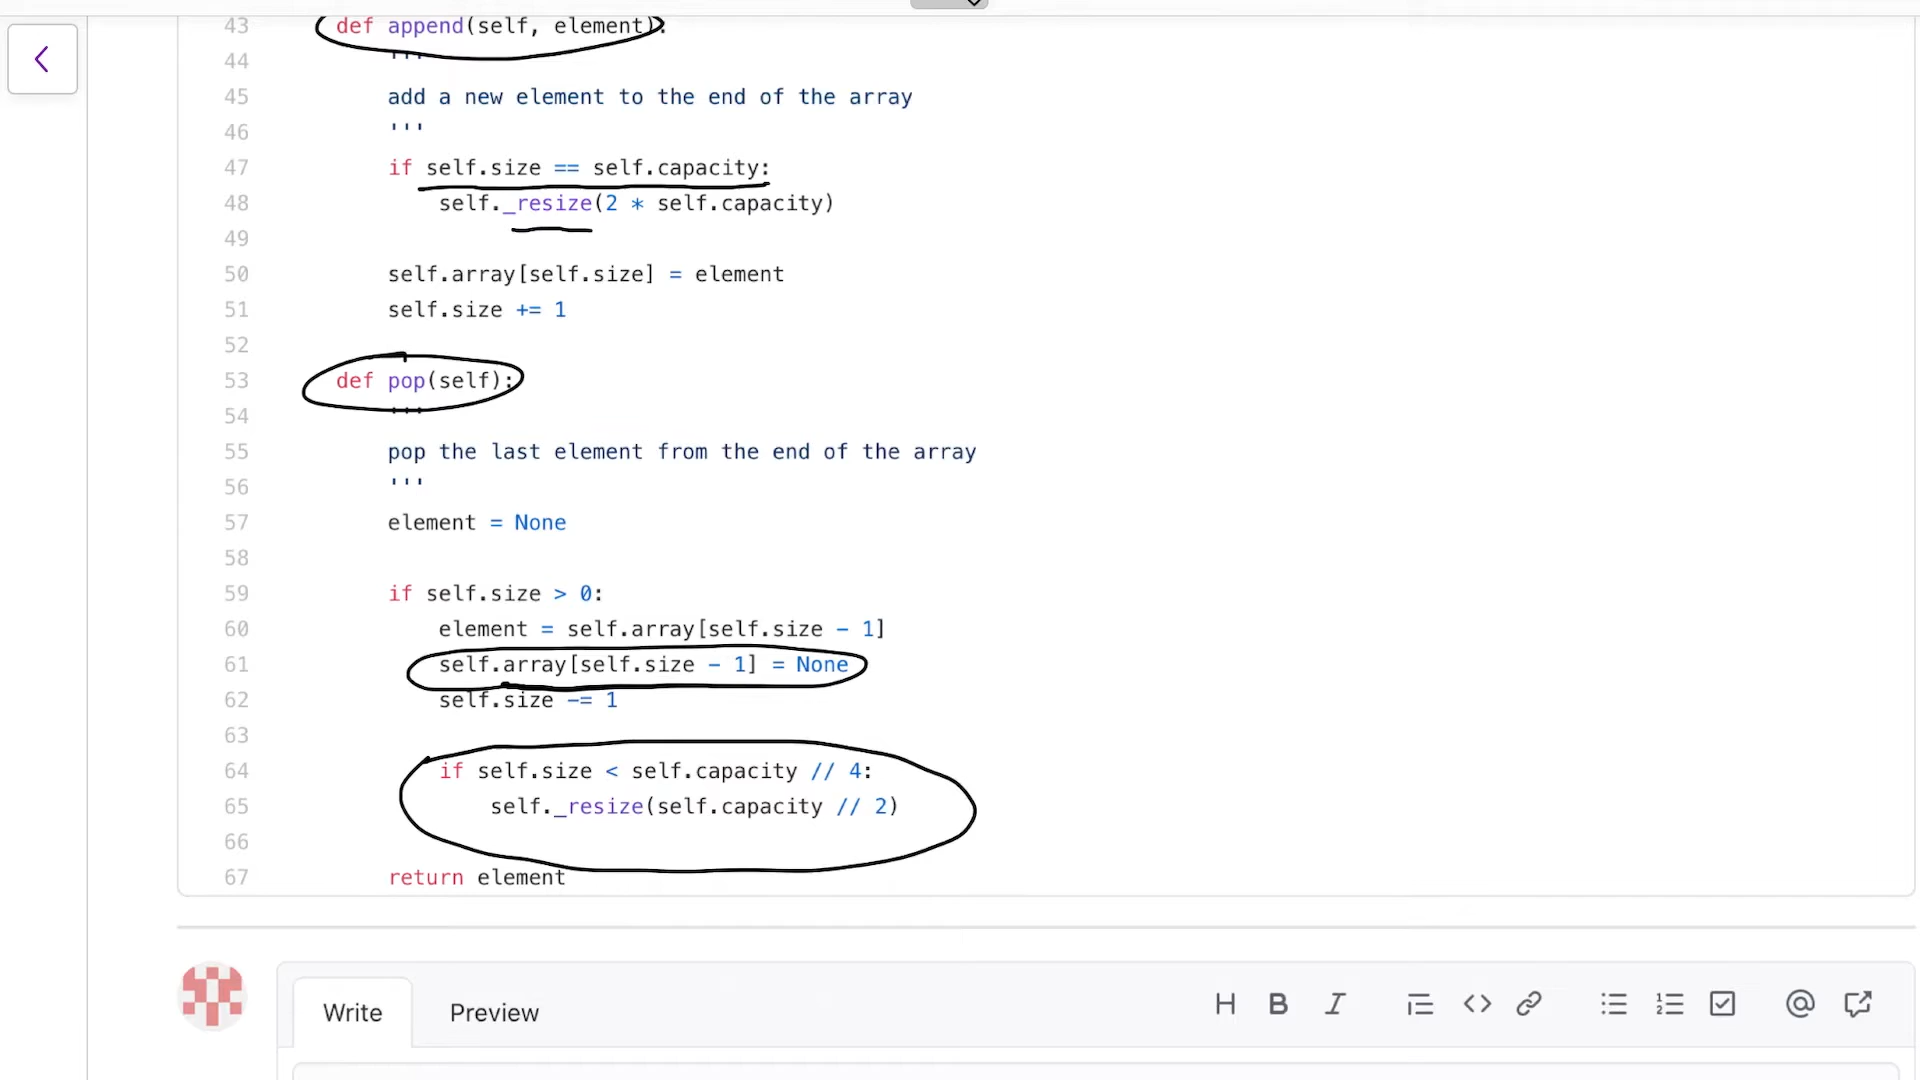 43 def append(self, element):
44 '''
45 add a new element to the end of the array
46 '''
47 if self.size == self.capacity:
48 self._resize(2 * self.capacity)
49
50 self.array[self.size] = element
51 self.size += 1
52
53 def pop(self):
54 '''
55 pop the last element from the end of the array
56 '''
57 element = None
58
59 if self.size > 0:
60 element = self.array[self.size - 1]
61 self.array[self.size - 1] = None
62 self.size -= 1
63
64 if self.size < self.capacity // 4:
65 self._resize(self.capacity // 2)
66
67 return element
Write Preview